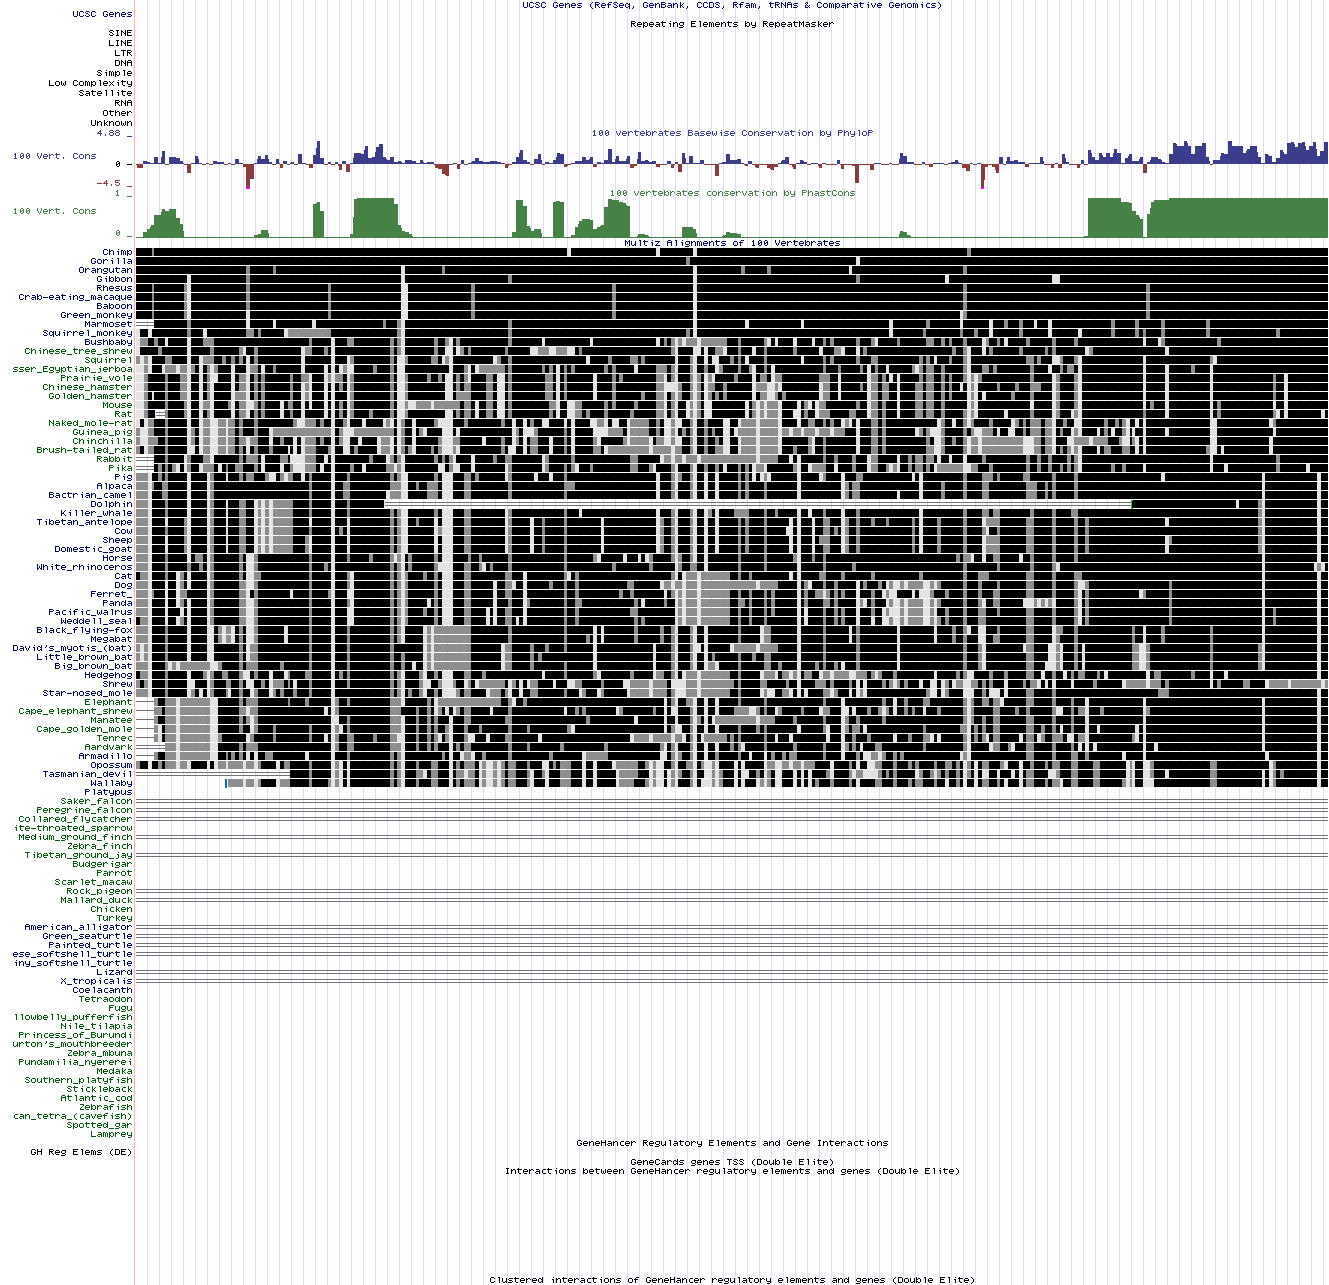 UCSC Genes (RefSeq, GenBank, CCDS, Rfam, tRNAs & Comparative Genomics)
UCSC Genes
Repeating Elements by RepeatMasker
SINE
LINE
LTR
DNA
Simple
Low Complexity
Satellite
RNA
Other
Unknown
100 vertebrates Basewise Conservation by PhyloP
4.88 _
100 Vert. Cons
0 _
-4.5 _
100 vertebrates conservation by PhastCons
1 _
100 Vert. Cons
0 _
Multiz Alignments of 100 Vertebrates
Chimp
Gorilla
Orangutan
Gibbon
Rhesus
Crab-eating_macaque
Baboon
Green_monkey
Marmoset
Squirrel_monkey
Bushbaby
Chinese_tree_shrew
Squirrel
sser_Egyptian_jerboa
Prairie_vole
Chinese_hamster
Golden_hamster
Mouse
Rat
Naked_mole-rat
Guinea_pig
Chinchilla
Brush-tailed_rat
Rabbit
Pika
Pig
Alpaca
Bactrian_camel
Dolphin
Killer_whale
Tibetan_antelope
Cow
Sheep
Domestic_goat
Horse
White_rhinoceros
Cat
Dog
Ferret_
Panda
Pacific_walrus
Weddell_seal
Black_flying-fox
Megabat
David's_myotis_(bat)
Little_brown_bat
Big_brown_bat
Hedgehog
Shrew
Star-nosed_mole
Elephant
Cape_elephant_shrew
Manatee
Cape_golden_mole
Tenrec
Aardvark
Armadillo
Opossum
Tasmanian_devil
Wallaby
Platypus
Saker_falcon
Peregrine_falcon
Collared_flycatcher
ite-throated_sparrow
Medium_ground_finch
Zebra_finch
Tibetan_ground_jay
Budgerigar
Parrot
Scarlet_macaw
Rock_pigeon
Mallard_duck
Chicken
Turkey
American_alligator
Green_seaturtle
Painted_turtle
ese_softshell_turtle
iny_softshell_turtle
Lizard
X_tropicalis
Coelacanth
Tetraodon
Fugu
llowbelly_pufferfish
Nile_tilapia
Princess_of_Burundi
urton's_mouthbreeder
Zebra_mbuna
Pundamilia_nyererei
Medaka
Southern_platyfish
Stickleback
Atlantic_cod
Zebrafish
can_tetra_(cavefish)
Spotted_gar
Lamprey
GeneHancer Regulatory Elements and Gene Interactions
GH Reg Elems (DE)
GeneCards genes TSS (Double Elite)
Interactions between GeneHancer regulatory elements and genes (Double Elite)
Clustered interactions of GeneHancer regulatory elements and genes (Double Elite)